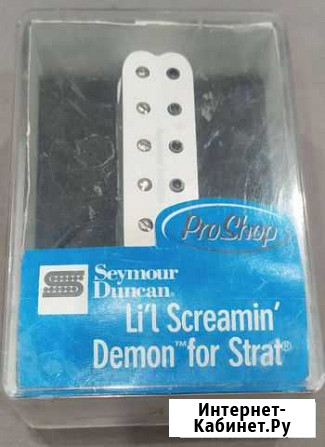 ProShop
Seymour
Duncan®
Li'l Screamin'
Demon™ for Strat®
Интернет-
Кабинет.Ру